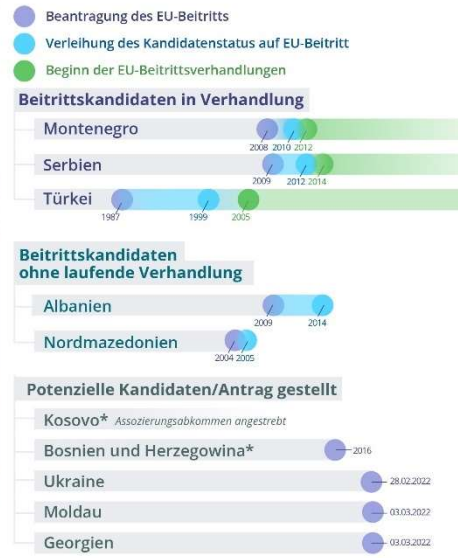 Beantragung des EU-Beitritts
Verleihung des Kandidatenstatus auf EU-Beitritt
Beginn der EU-Beitrittsverhandlungen
Beitrittskandidaten in Verhandlung
Montenegro
2008 2010 2012
Serbien
2009 2012 2014
Türkei
1987 1999 2005
Beitrittskandidaten
ohne laufende Verhandlung
Albanien
2009 2014
Nordmazedonien
2004 2005
Potenzielle Kandidaten/Antrag gestellt
Kosovo* Assozierungsabkommen angestrebt
Bosnien und Herzegowina* 2016
Ukraine 28.02.2022
Moldau 03.03.2022
Georgien 03.03.2022